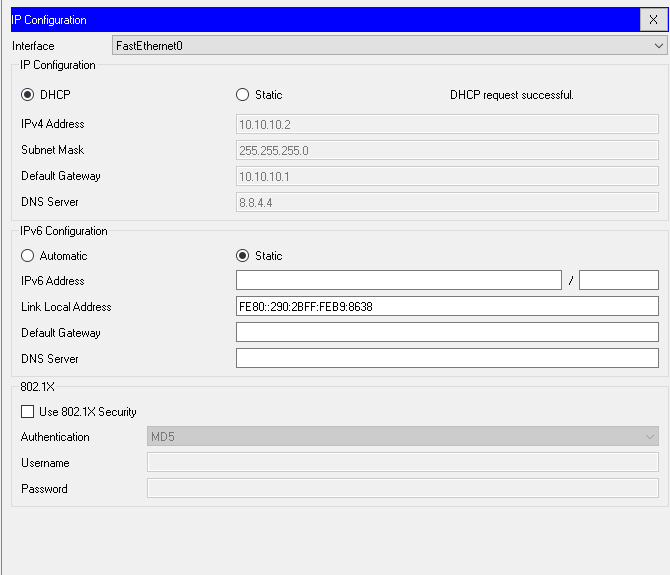 IP Configuration X
Interface FastEthernet0
IP Configuration
DHCP Static DHCP request successful.
IPv4 Address 10.10.10.2
Subnet Mask 255.255.255.0
Default Gateway 10.10.10.1
DNS Server 8.8.4.4
IPv6 Configuration
Automatic Static
IPv6 Address /
Link Local Address FE80::290:2BFF:FEB9:8638
Default Gateway
DNS Server
802.1X
Use 802.1X Security
Authentication MD5
Username
Password